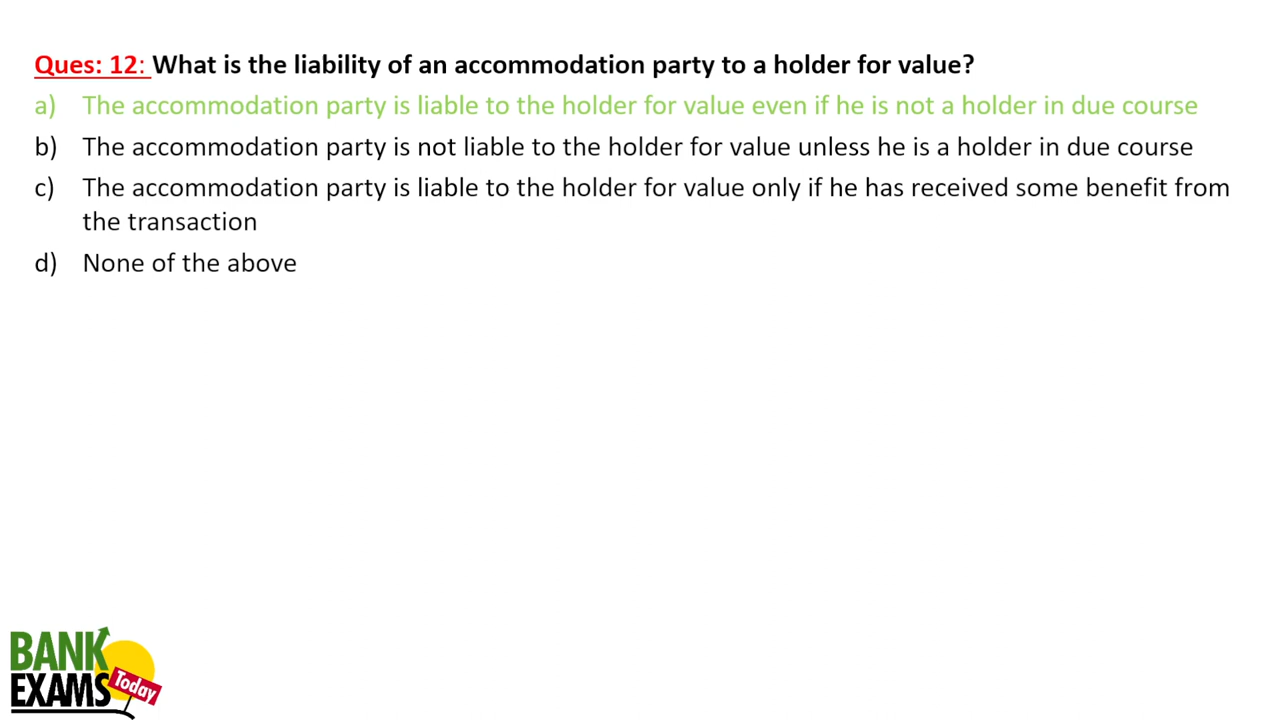 Ques: 12: What is the liability of an accommodation party to a holder for value?
a) The accommodation party is liable to the holder for value even if he is not a holder in due course
b) The accommodation party is not liable to the holder for value unless he is a holder in due course
c) The accommodation party is liable to the holder for value only if he has received some benefit from
the transaction
d) None of the above
BANK
EXAMS
Today